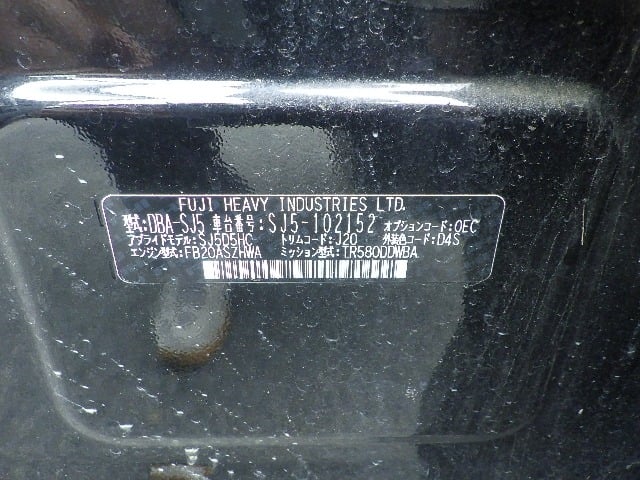 FUJI HEAVY INDUSTRIES LTD.
型式:DBA-SJ5 車台番号:SJ5-102152 オプションコード:OEC
アプライドモデル:SJ5D5HC トリムコード:J20 外装色コード:D4S
エンジン型式:FB20ASZHWA ミッション型式:TR580DDWBA